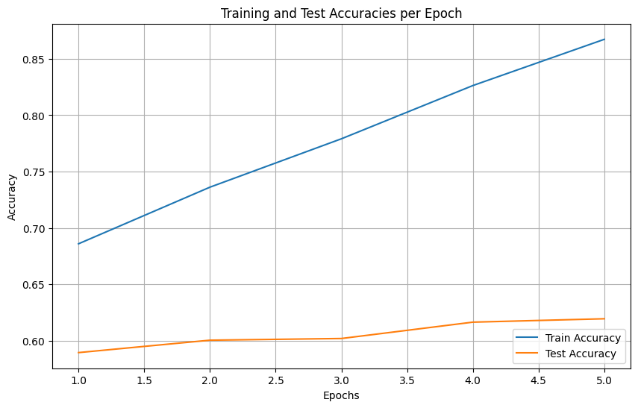 Training and Test Accuracies per Epoch
Accuracy
0.85
0.80
0.75
0.70
0.65
0.60
Train Accuracy
Test Accuracy
1.0 1.5 2.0 2.5 3.0 3.5 4.0 4.5 5.0
Epochs